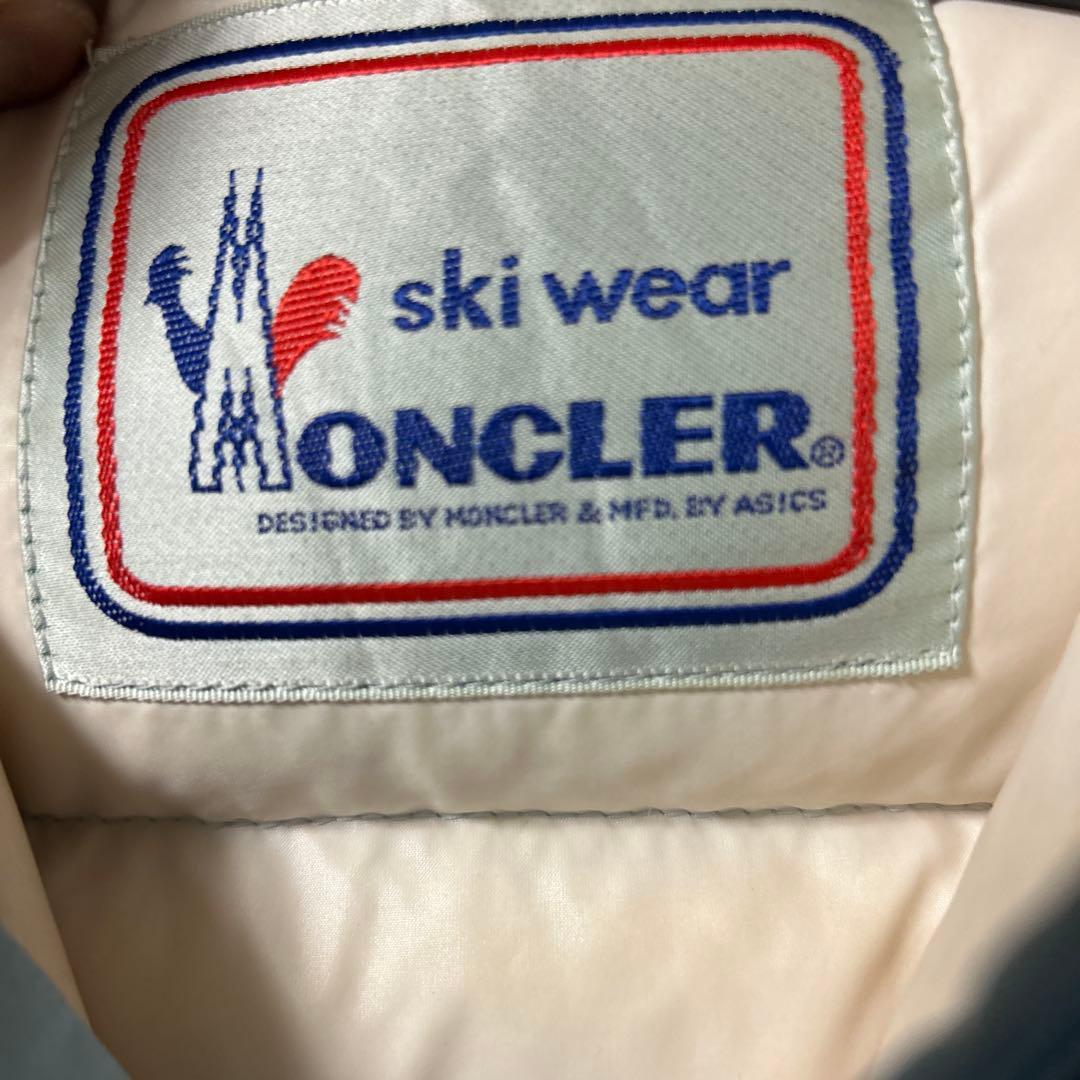 ski wear
MONCLER®
DESIGNED BY MONCLER & MFD. BY ASICS